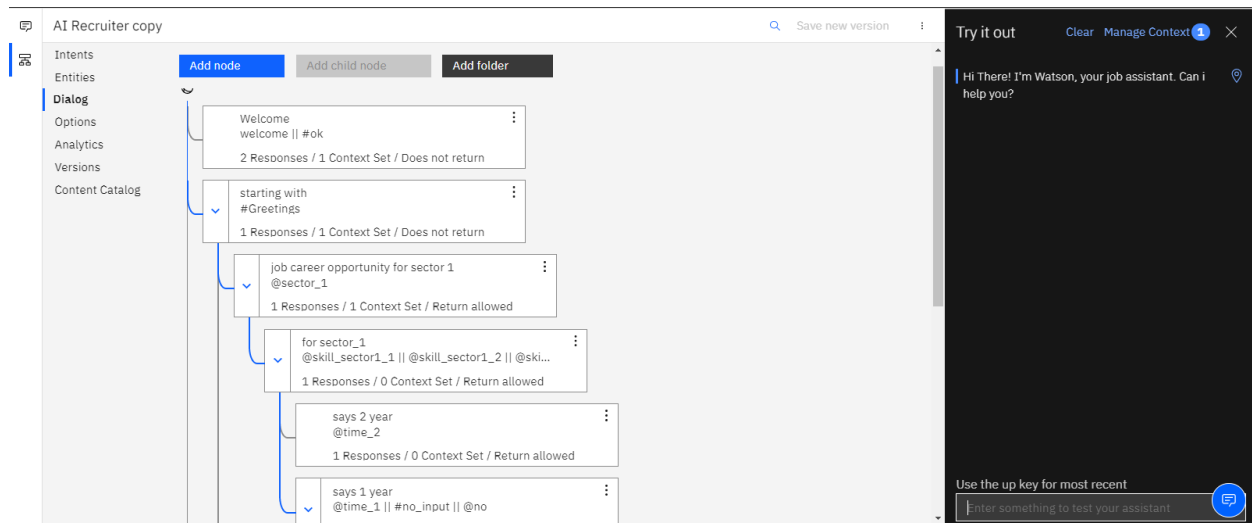 AI Recruiter copy
Save new version
Intents
Entities
Dialog
Options
Analytics
Versions
Content Catalog
Add node
Add child node
Add folder
Welcome
welcome || #ok
2 Responses / 1 Context Set / Does not return
starting with
#Greetings
1 Responses / 1 Context Set / Does not return
job career opportunity for sector 1
@sector_1
1 Responses / 1 Context Set / Return allowed
for sector_1
@skill_sector1_1 || @skill_sector1_2 || @ski...
1 Responses / 0 Context Set / Return allowed
says 2 year
@time_2
1 Responses / 0 Context Set / Return allowed
says 1 year
@time_1 || #no_input || @no
Try it out
Clear
Manage Context 1
Hi There! I'm Watson, your job assistant. Can i
help you?
Use the up key for most recent
Enter something to test your assistant